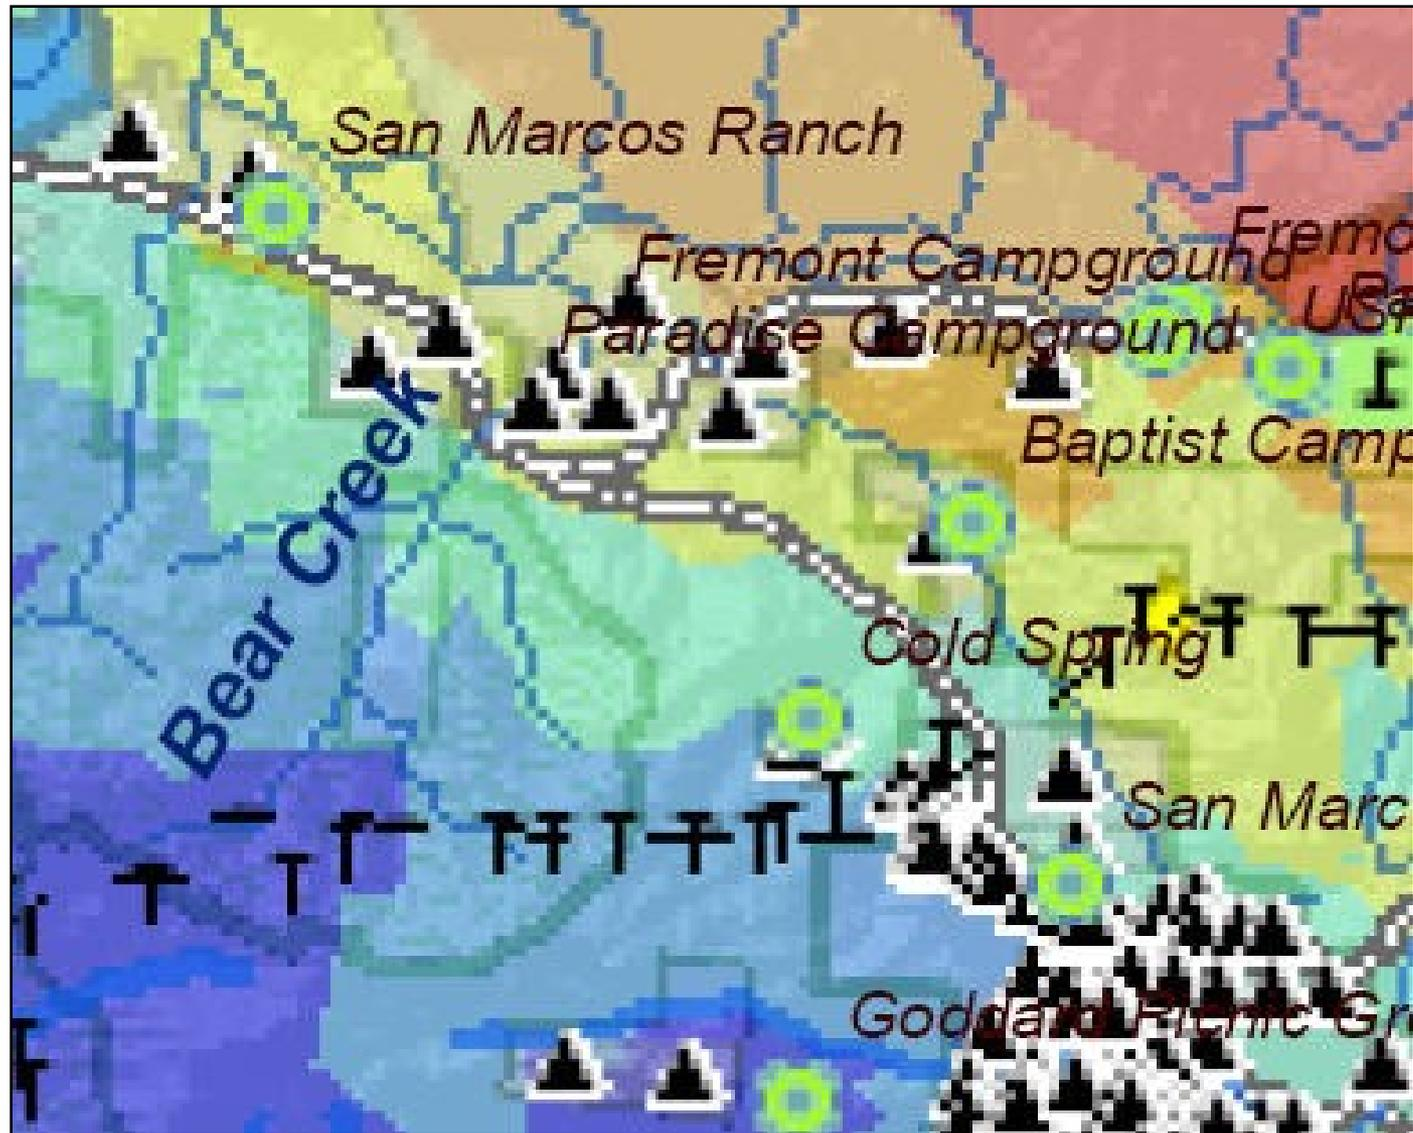 San Marcos Ranch
Fremont Campground
Paradise Campground
Bear Creek
Baptist Camp
Cold Spring
San Marc
Goddard Picnic Gr